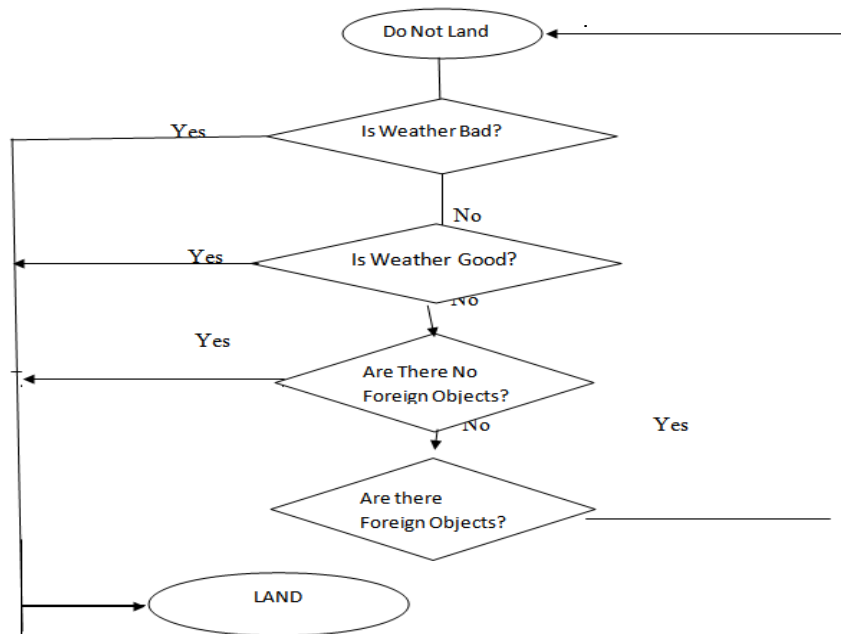 Do Not Land
Yes
Is Weather Bad?
No
Yes
Is Weather Good?
No
Yes
Are There No
Foreign Objects?
No
Yes
Are there
Foreign Objects?
LAND